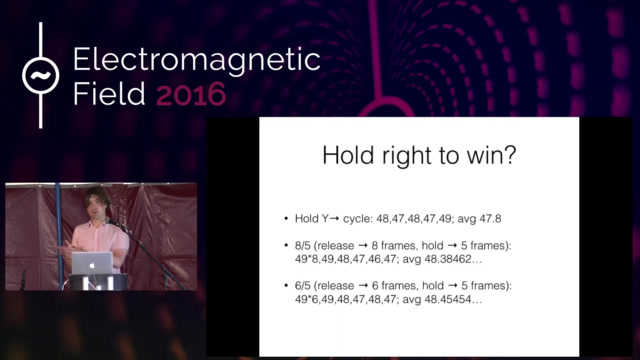 Electromagnetic
Field 2016
Hold right to win?
• Hold Y→ cycle: 48,47,48,47,49; avg 47.8
• 8/5 (release → 8 frames, hold → 5 frames):
49*8,49,48,47,46,47; avg 48.38462…
• 6/5 (release → 6 frames, hold → 5 frames):
49*6,49,48,47,48,47; avg 48.45454…